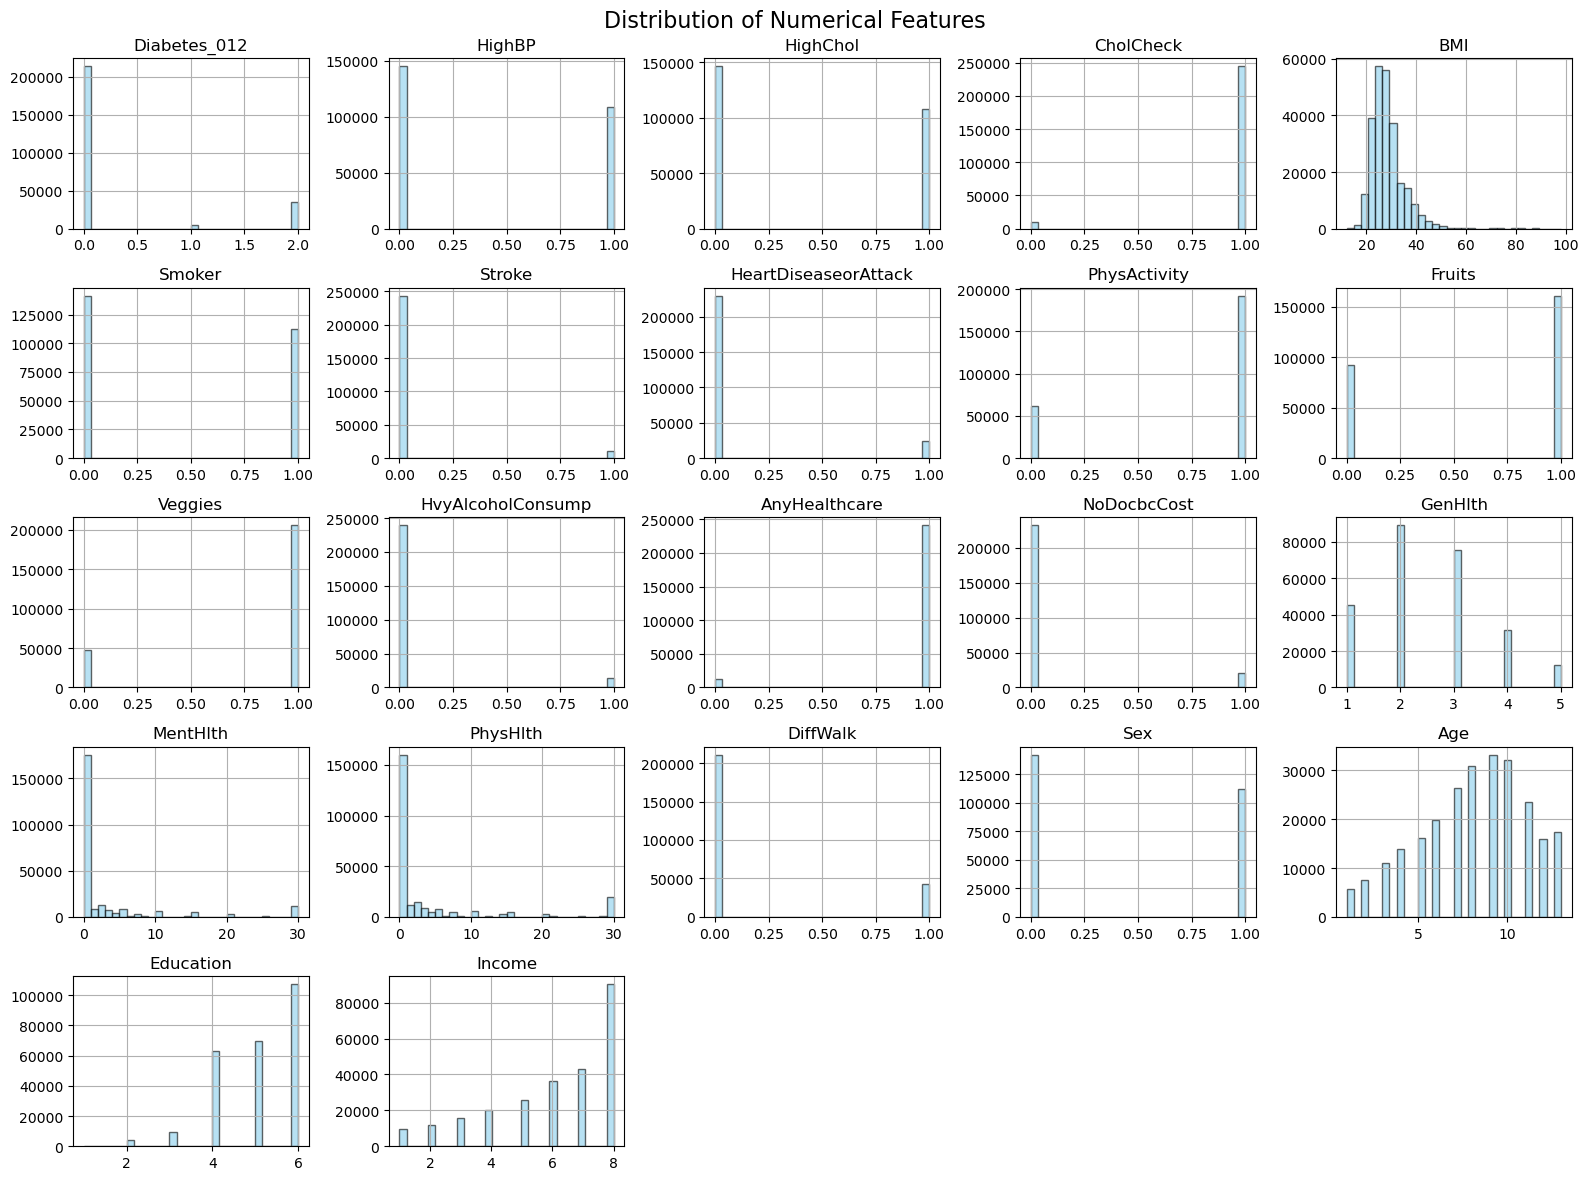 Distribution of Numerical Features
Diabetes_012
200000
150000
100000
50000
0
0.0 0.5 1.0 1.5 2.0
HighBP
150000
100000
50000
0
0.00 0.25 0.50 0.75 1.00
HighChol
150000
100000
50000
0
0.00 0.25 0.50 0.75 1.00
CholCheck
250000
200000
150000
100000
50000
0
0.00 0.25 0.50 0.75 1.00
BMI
60000
40000
20000
0
20 40 60 80 100
Smoker
125000
100000
75000
50000
25000
0
0.00 0.25 0.50 0.75 1.00
Stroke
250000
200000
150000
100000
50000
0
0.00 0.25 0.50 0.75 1.00
HeartDiseaseorAttack
200000
150000
100000
50000
0
0.00 0.25 0.50 0.75 1.00
PhysActivity
200000
150000
100000
50000
0
0.00 0.25 0.50 0.75 1.00
Fruits
150000
100000
50000
0
0.00 0.25 0.50 0.75 1.00
Veggies
200000
150000
100000
50000
0
0.00 0.25 0.50 0.75 1.00
HvyAlcoholConsump
250000
200000
150000
100000
50000
0
0.00 0.25 0.50 0.75 1.00
AnyHealthcare
250000
200000
150000
100000
50000
0
0.00 0.25 0.50 0.75 1.00
NoDocbcCost
200000
150000
100000
50000
0
0.00 0.25 0.50 0.75 1.00
GenHlth
80000
60000
40000
20000
0
1 2 3 4 5
MentHlth
150000
100000
50000
0
0 10 20 30
PhysHlth
150000
100000
50000
0
0 10 20 30
DiffWalk
200000
150000
100000
50000
0
0.00 0.25 0.50 0.75 1.00
Sex
125000
100000
75000
50000
25000
0
0.00 0.25 0.50 0.75 1.00
Age
30000
20000
10000
0
5 10
Education
100000
80000
60000
40000
20000
0
2 4 6
Income
80000
60000
40000
20000
0
2 4 6 8